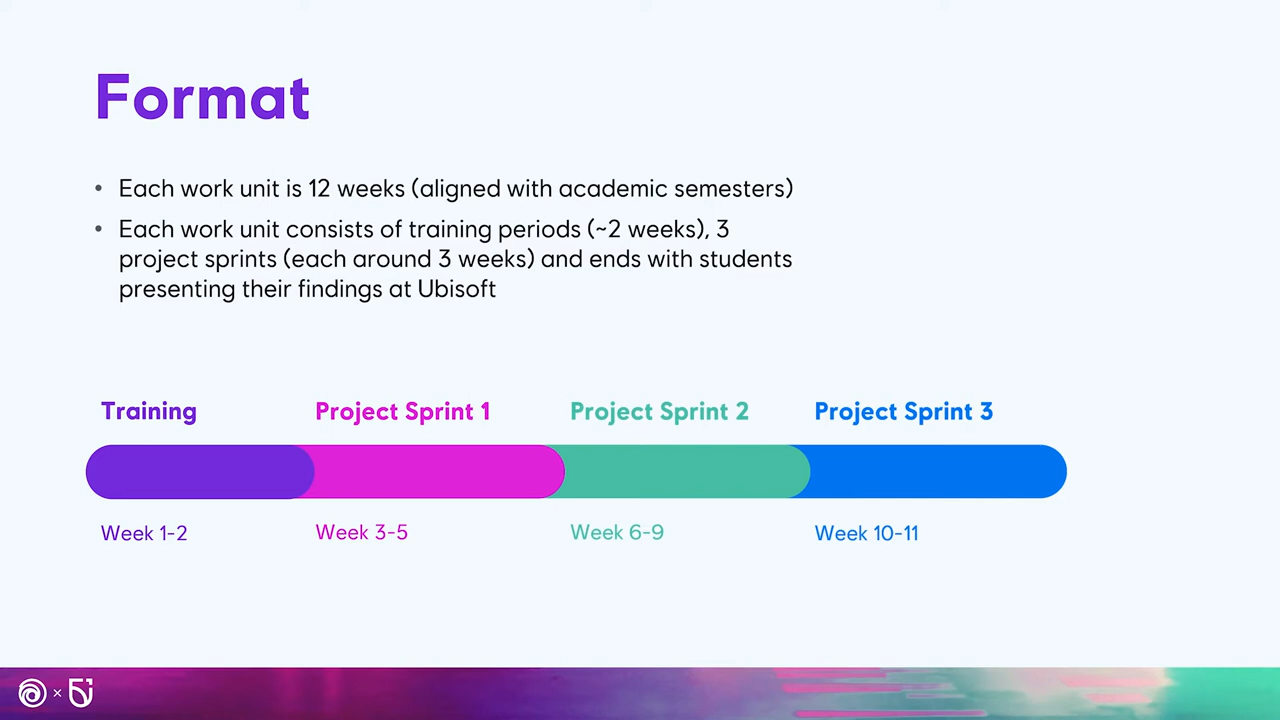 Format
• Each work unit is 12 weeks (aligned with academic semesters)
• Each work unit consists of training periods (~2 weeks), 3
project sprints (each around 3 weeks) and ends with students
presenting their findings at Ubisoft
Training
Project Sprint 1
Project Sprint 2
Project Sprint 3
Week 1-2
Week 3-5
Week 6-9
Week 10-11
×